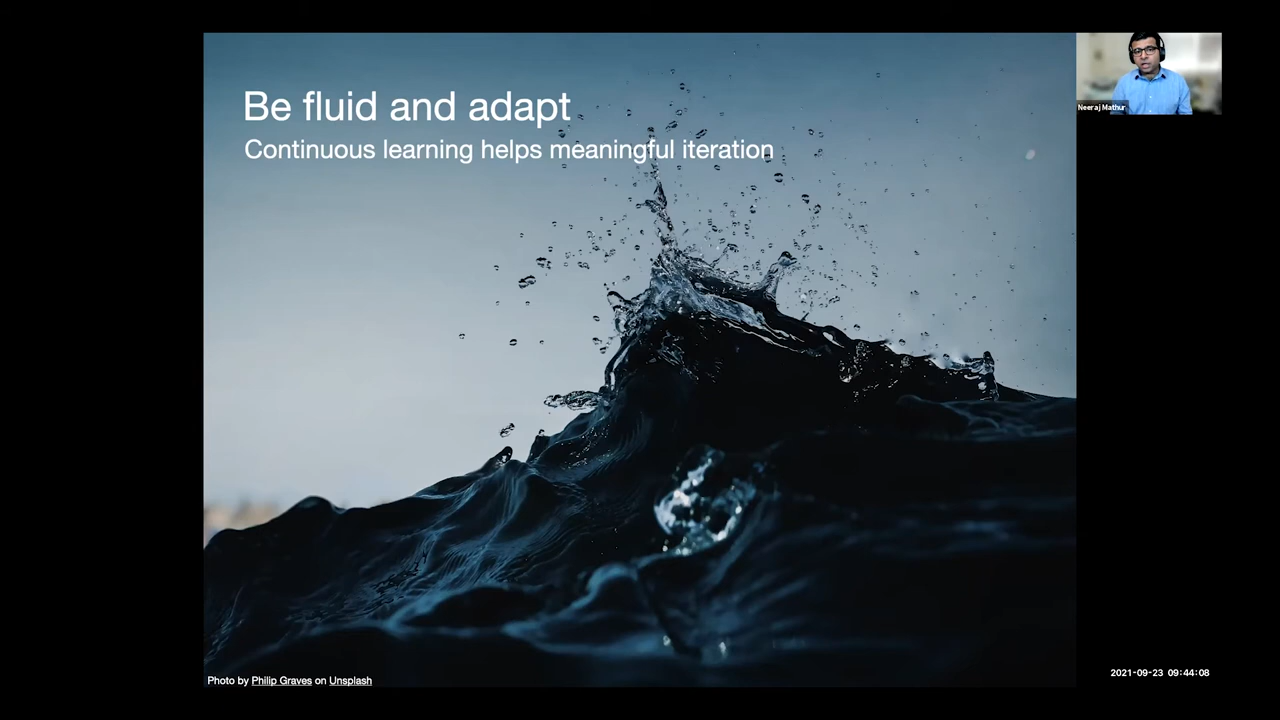 Be fluid and adapt
Continuous learning helps meaningful iteration
Neeraj Mathur
Photo by Philip Graves on Unsplash
2021-09-23 09:44:08